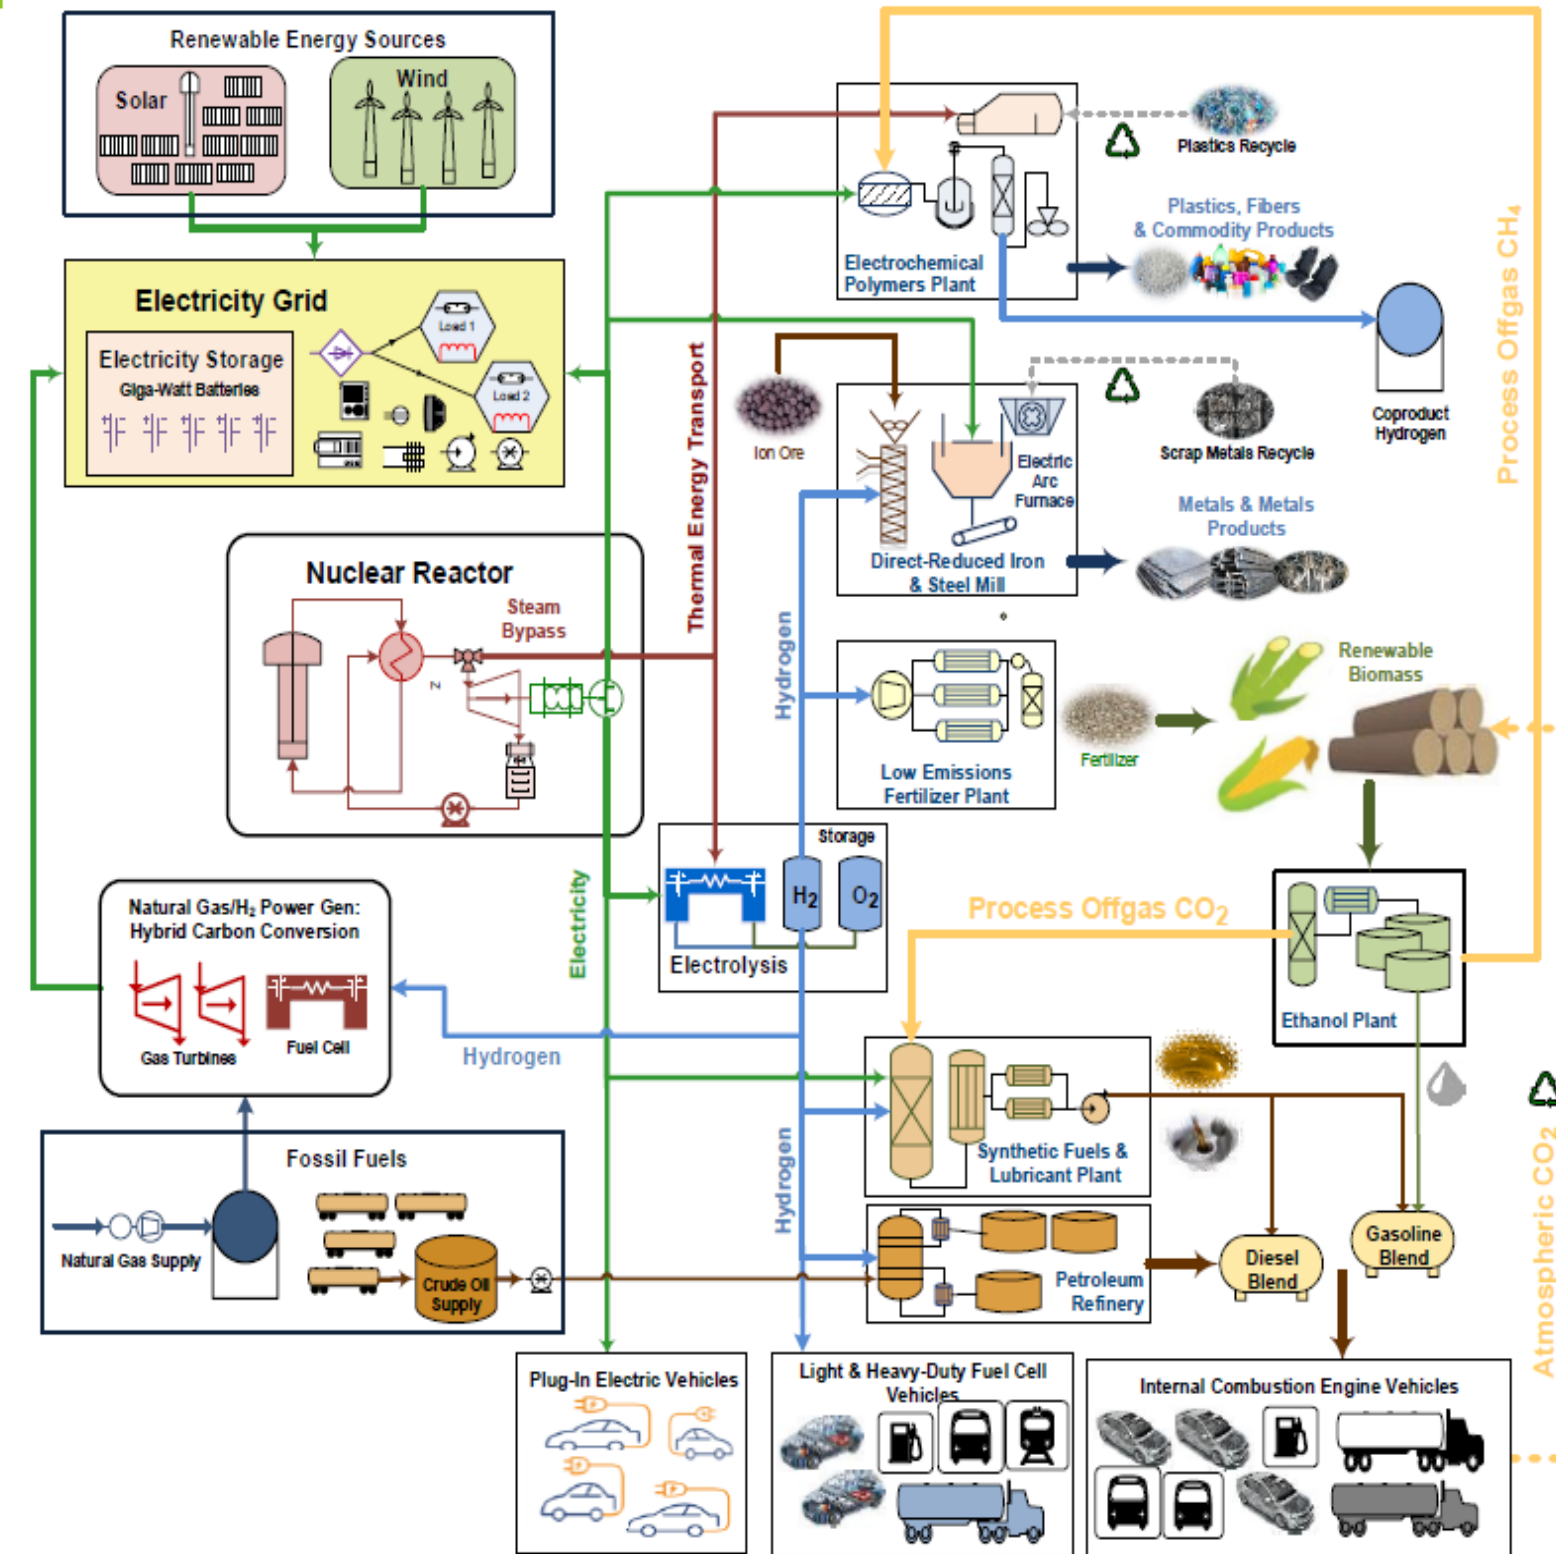 Renewable Energy Sources
Solar
Wind
Electricity Grid
Electricity Storage
Giga-Watt Batteries
Load 1
Load 2
Nuclear Reactor
Steam
Bypass
N
Thermal Energy Transport
Electricity
Natural Gas/H₂ Power Gen:
Hybrid Carbon Conversion
Gas Turbines
Fuel Cell
Hydrogen
Fossil Fuels
Natural Gas Supply
Crude Oil
Supply
Plastics Recycle
Plastics, Fibers
& Commodity Products
Electrochemical
Polymers Plant
Process Offgas CH₄
Coproduct
Hydrogen
Ion Ore
Electric
Arc
Furnace
Scrap Metals Recycle
Metals & Metals
Products
Direct-Reduced Iron
& Steel Mill
Hydrogen
Low Emissions
Fertilizer Plant
Fertilizer
Renewable
Biomass
Storage
H₂
O₂
Electrolysis
Process Offgas CO₂
Ethanol Plant
Hydrogen
Synthetic Fuels &
Lubricant Plant
Petroleum
Refinery
Diesel
Blend
Gasoline
Blend
Atmospheric CO₂
Plug-In Electric Vehicles
Light & Heavy-Duty Fuel Cell
Vehicles
Internal Combustion Engine Vehicles